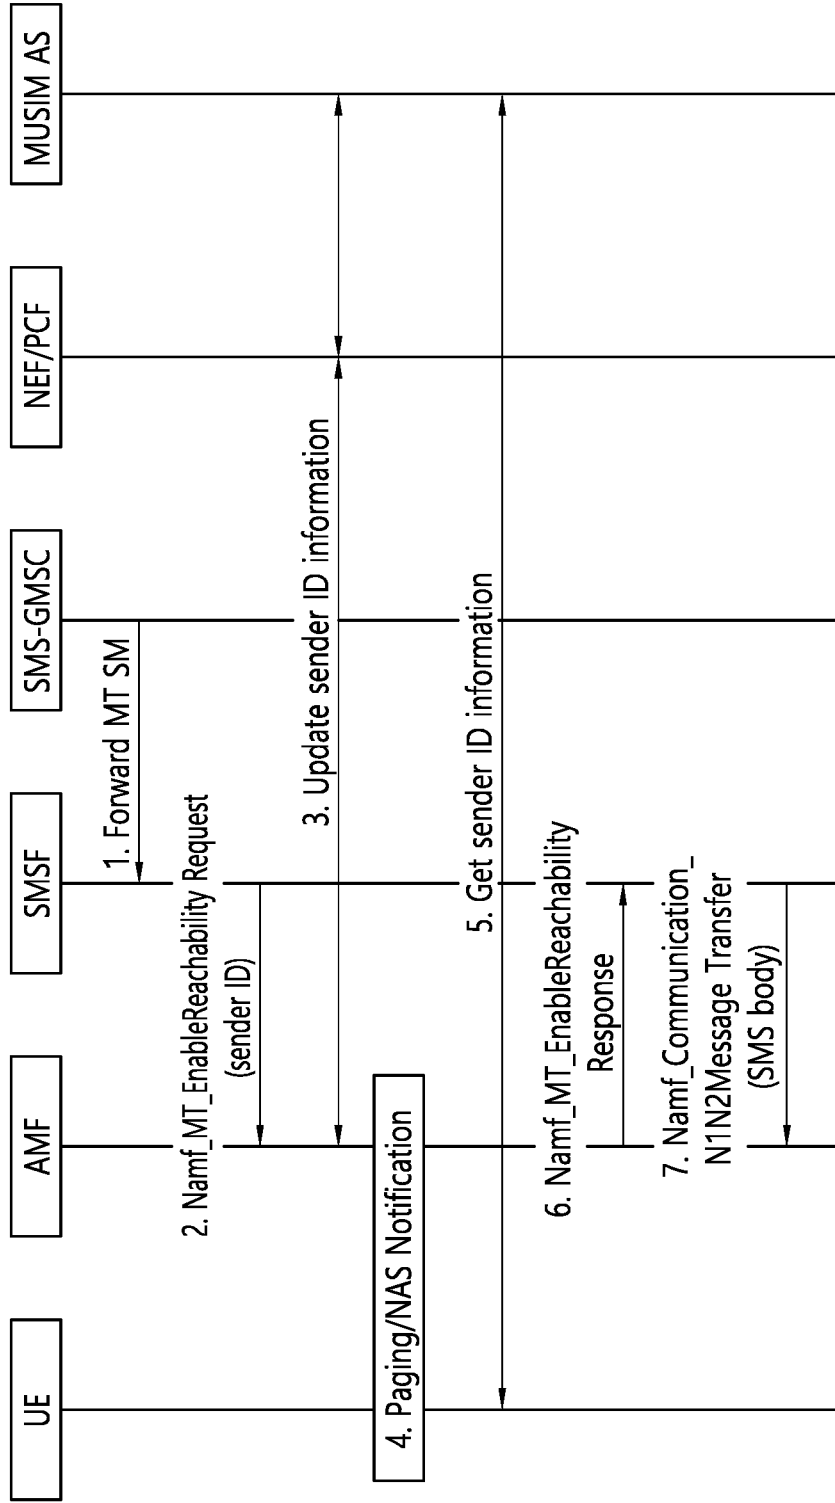 UE
AMF
SMSF
SMS-GMSC
NEF/PCF
MUSIM AS
1. Forward MT SM
2. Namf_MT_EnableReachability Request
(sender ID)
3. Update sender ID information
4. Paging/NAS Notification
5. Get sender ID information
6. Namf_MT_EnableReachability
Response
7. Namf_Communication_
N1N2Message Transfer
(SMS body)